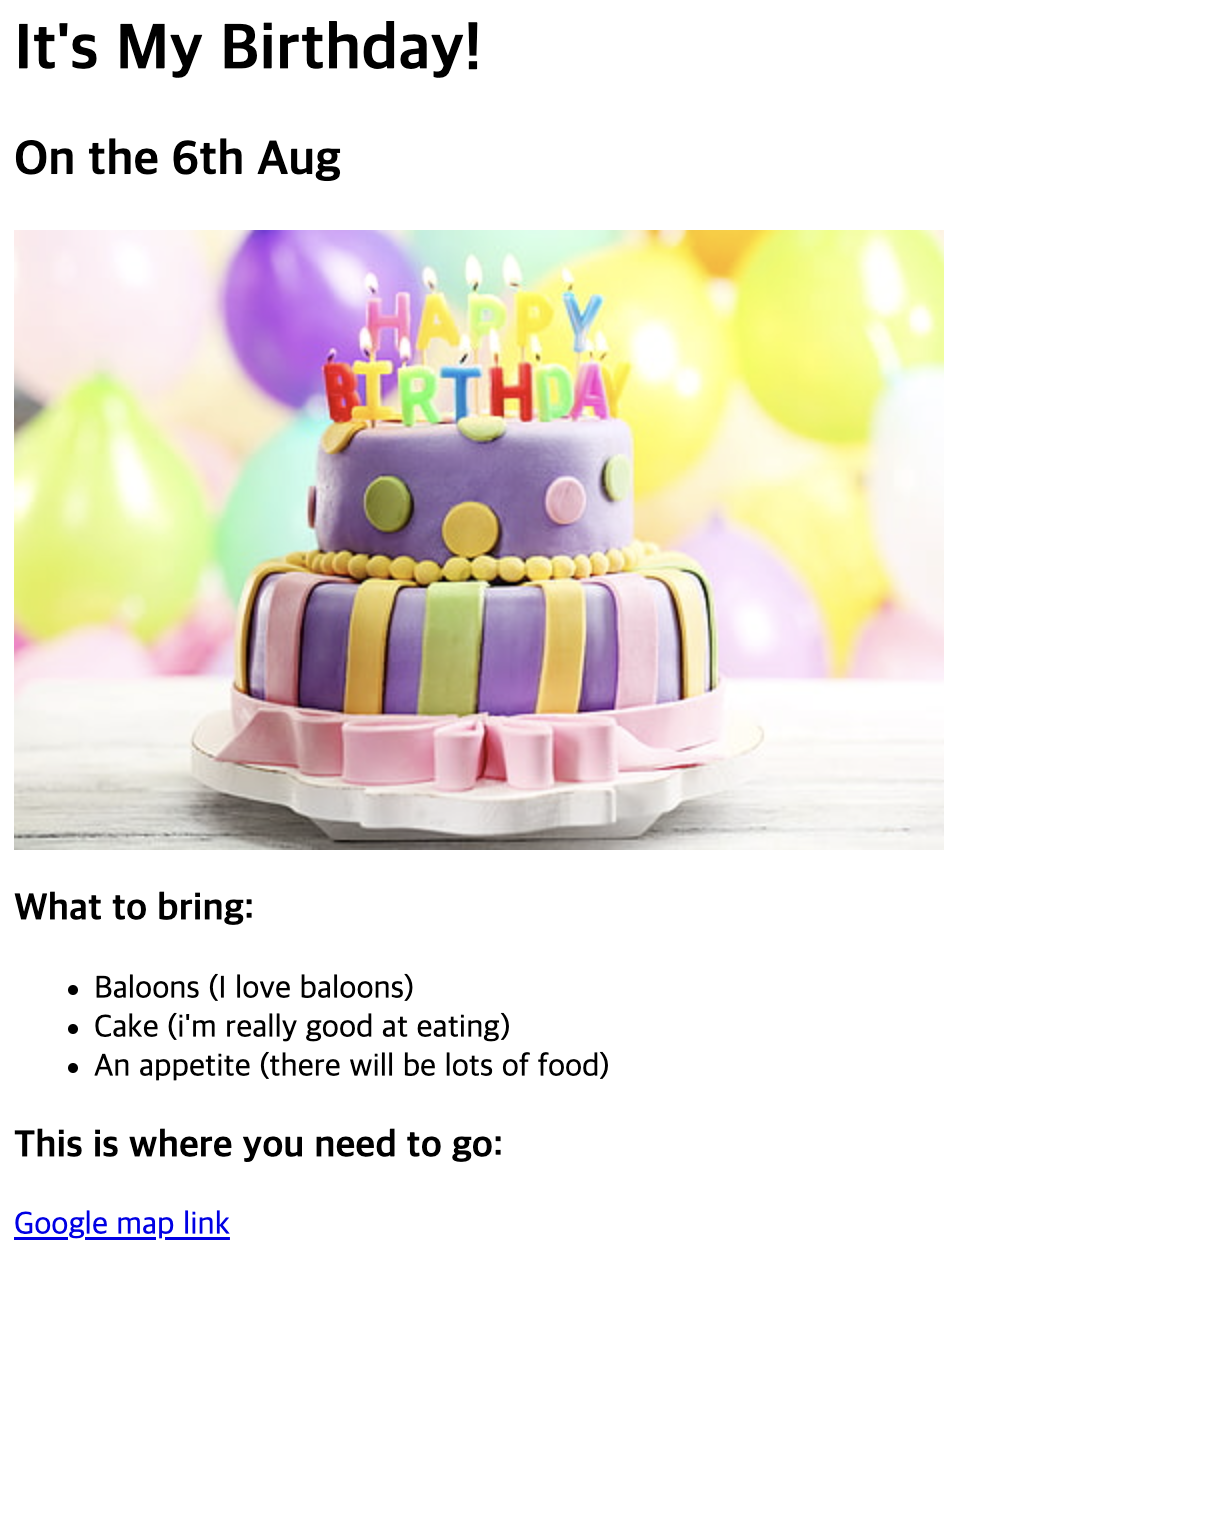 It's My Birthday!
On the 6th Aug
HAPPY
BIRTHDAY
What to bring:
Baloons (I love baloons)
Cake (i'm really good at eating)
An appetite (there will be lots of food)
This is where you need to go:
Google map link